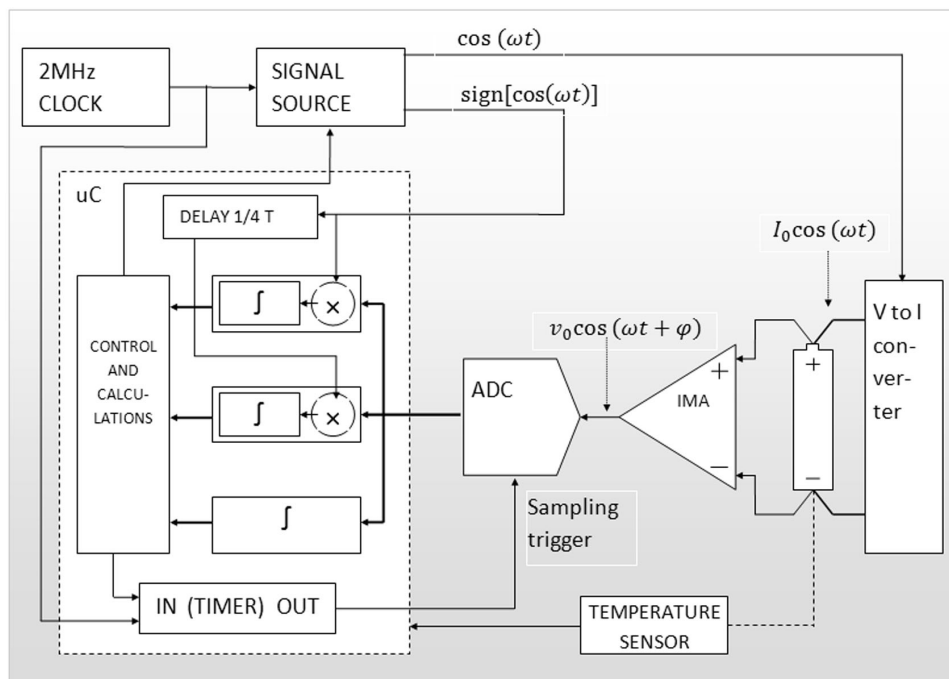 cos (ωt)
2MHz
CLOCK
SIGNAL
SOURCE
sign[cos(ωt)]
uC
DELAY 1/4 T
I₀cos (ωt)
∫
×
V to I
con-
ver-
ter
v₀cos (ωt + φ)
CONTROL
AND
CALCU-
LATIONS
∫
×
ADC
+
IMA
−
+
−
∫
Sampling
trigger
IN (TIMER) OUT
TEMPERATURE
SENSOR